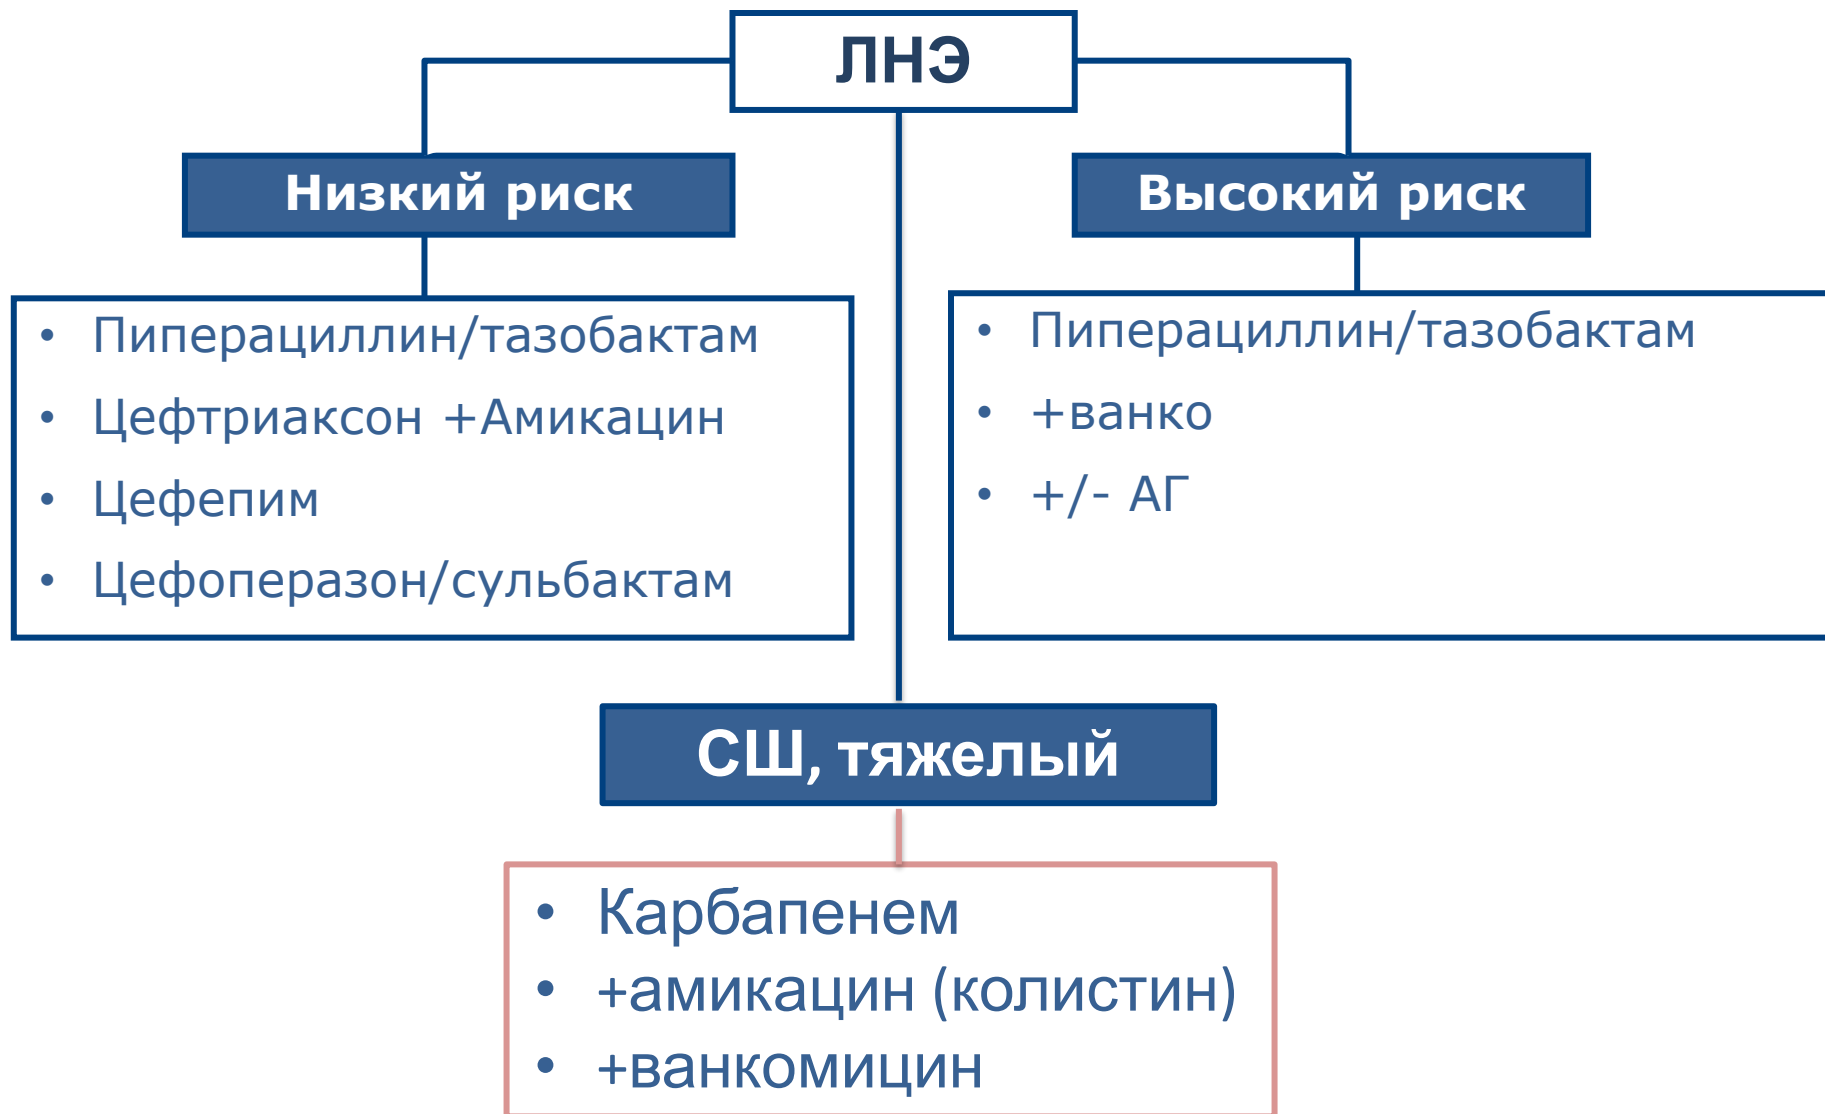 ЛНЭ
Низкий риск
Высокий риск
• Пиперациллин/тазобактам
• Цефтриаксон +Амикацин
• Цефепим
• Цефоперазон/сульбактам
• Пиперациллин/тазобактам
• +ванко
• +/- АГ
СШ, тяжелый
• Карбапенем
• +амикацин (колистин)
• +ванкомицин